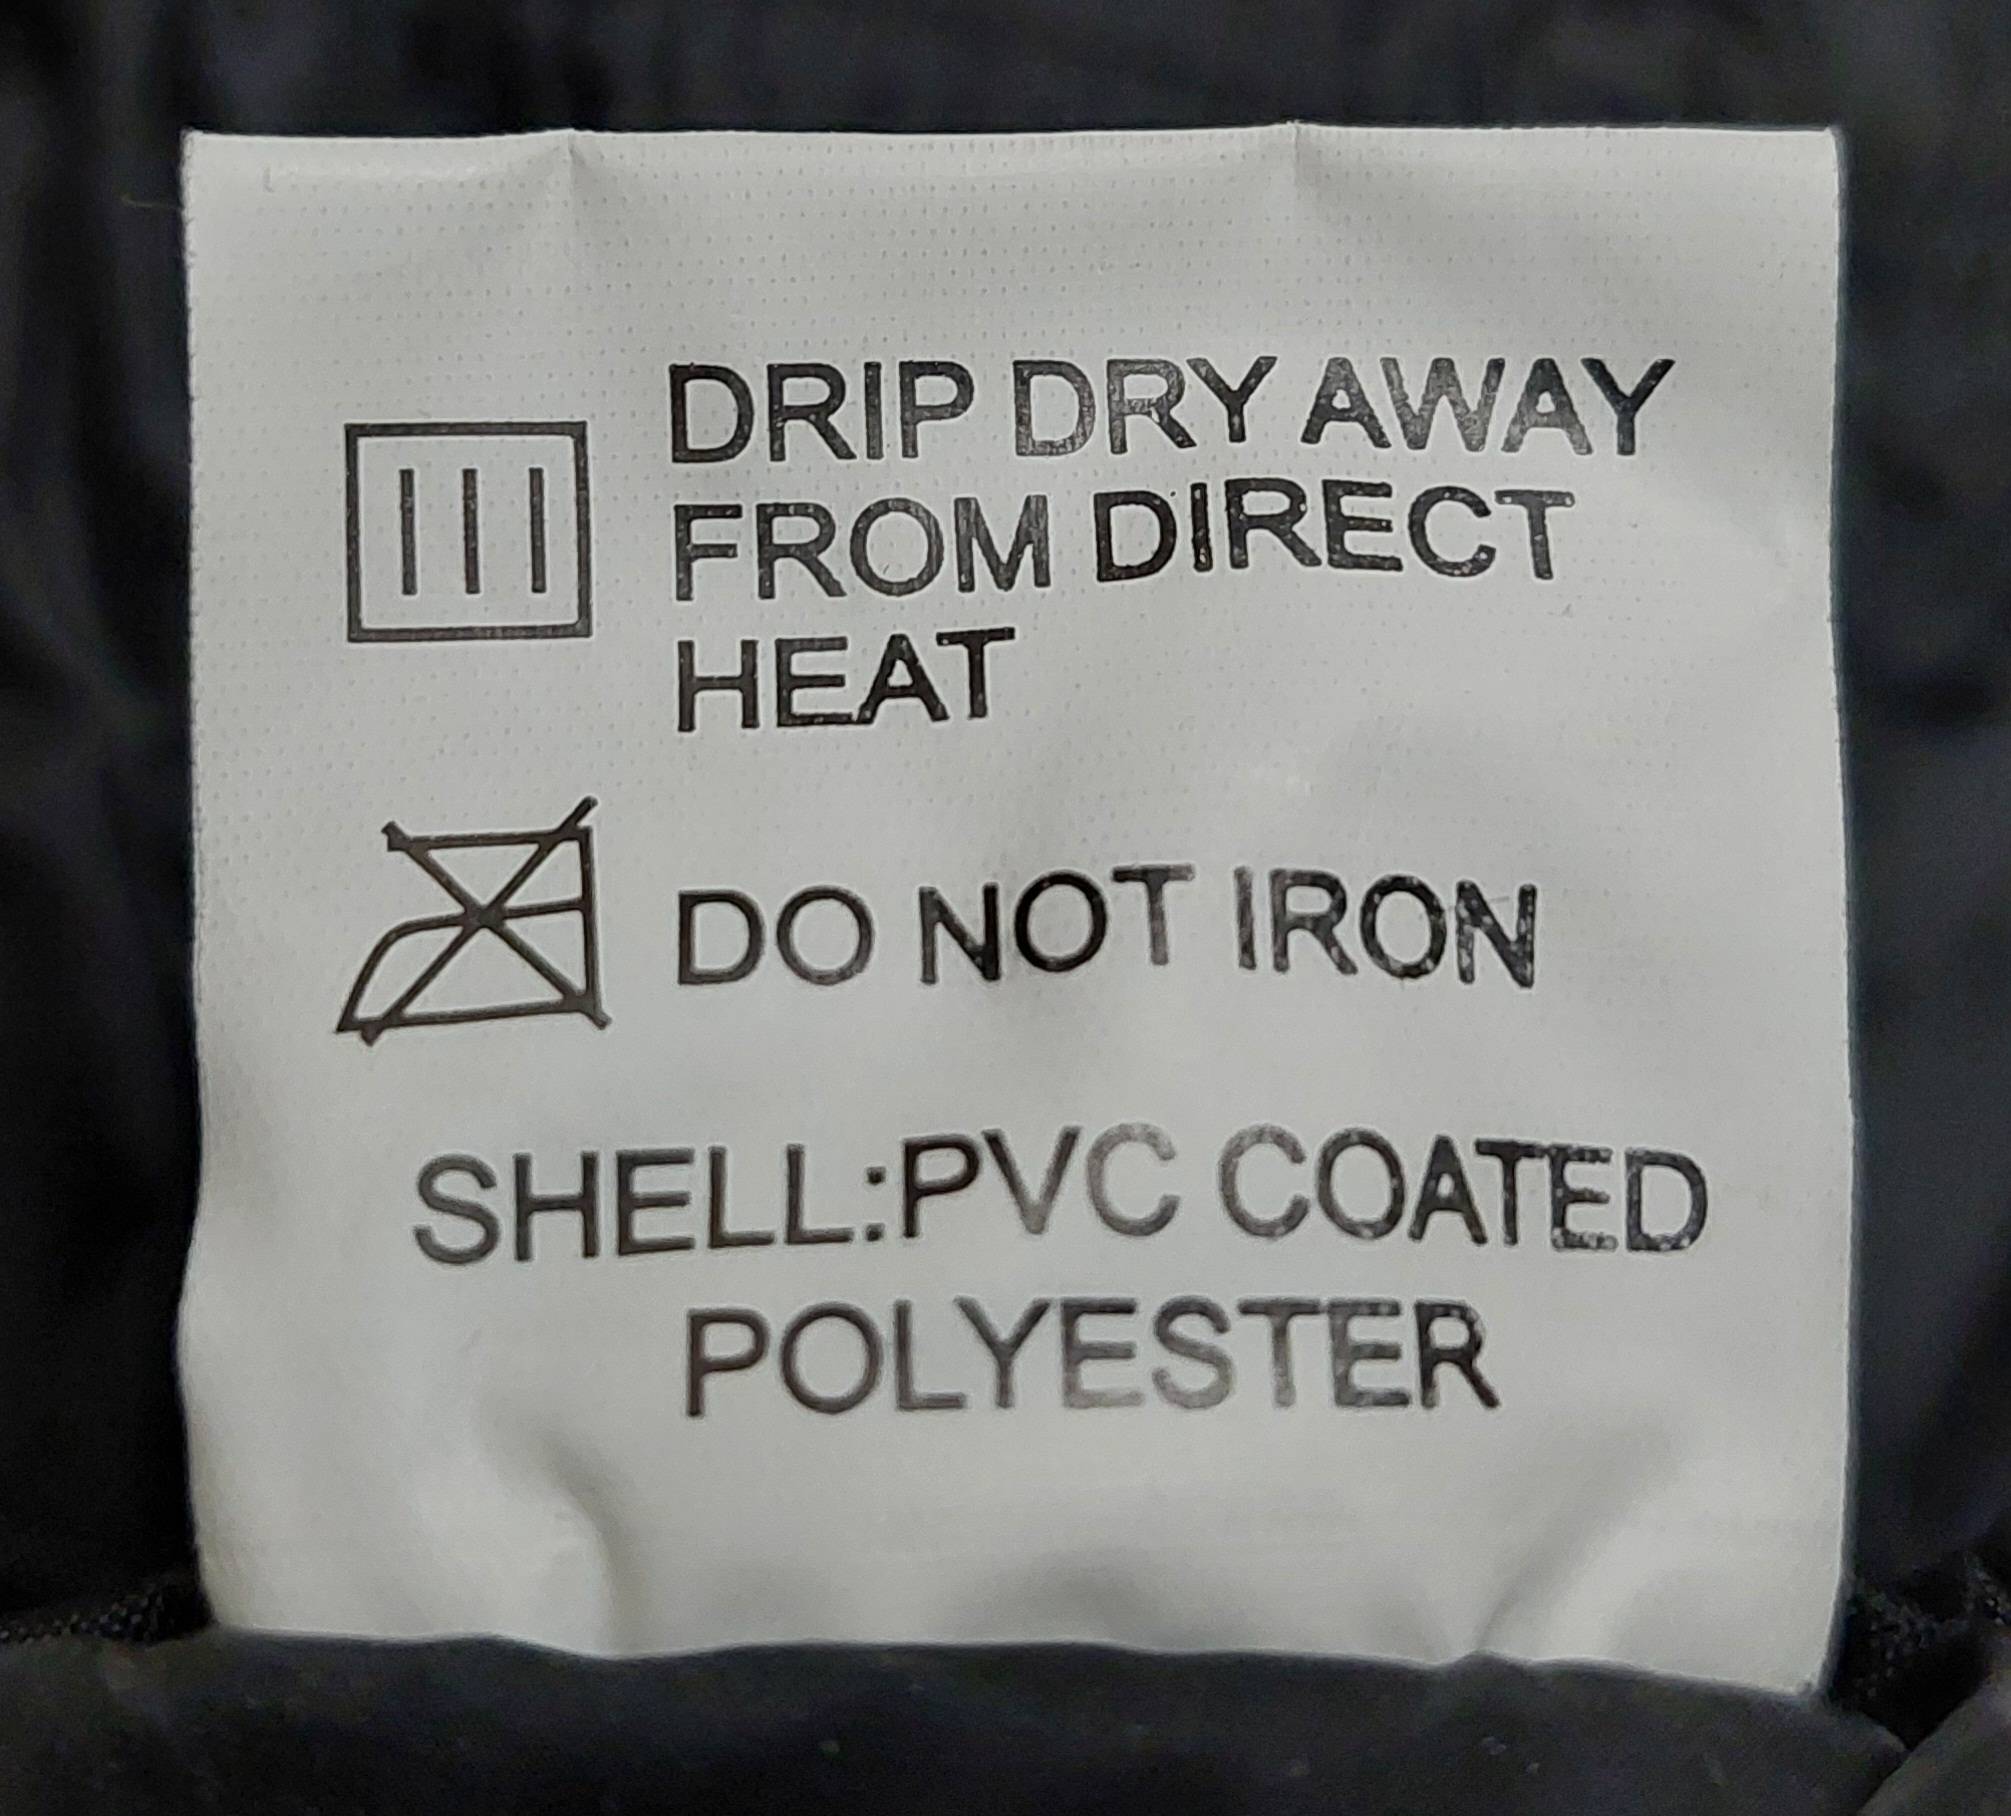 DRIP DRY AWAY
FROM DIRECT
HEAT
DO NOT IRON
SHELL:PVC COATED
POLYESTER